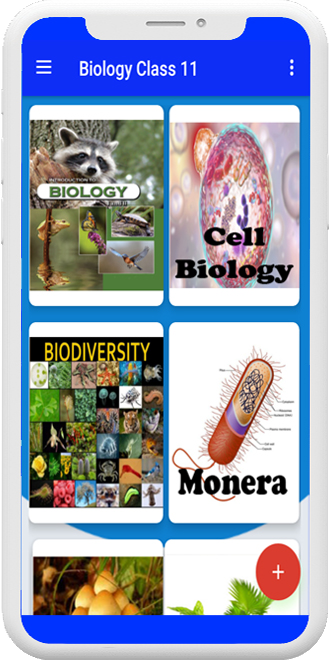 Biology Class 11
INTRODUCTION TO
BIOLOGY
Cell
Biology
BIODIVERSITY
Monera
+